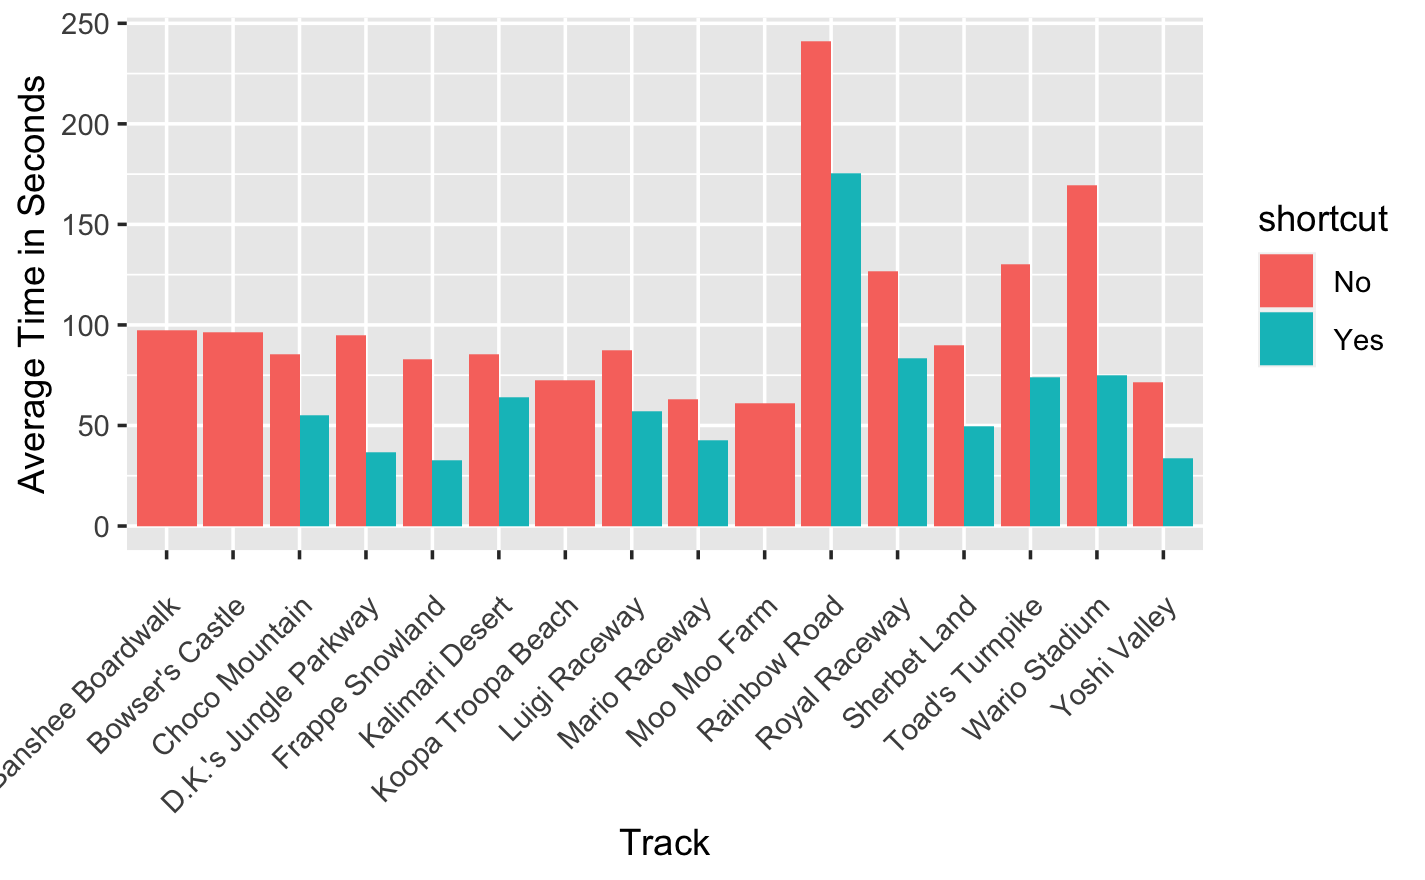 250
200
150
100
50
0
Average Time in Seconds
Banshee Boardwalk
Bowser's Castle
Choco Mountain
D.K.'s Jungle Parkway
Frappe Snowland
Kalimari Desert
Koopa Troopa Beach
Luigi Raceway
Mario Raceway
Moo Moo Farm
Rainbow Road
Royal Raceway
Sherbet Land
Toad's Turnpike
Wario Stadium
Yoshi Valley
Track
shortcut
No
Yes